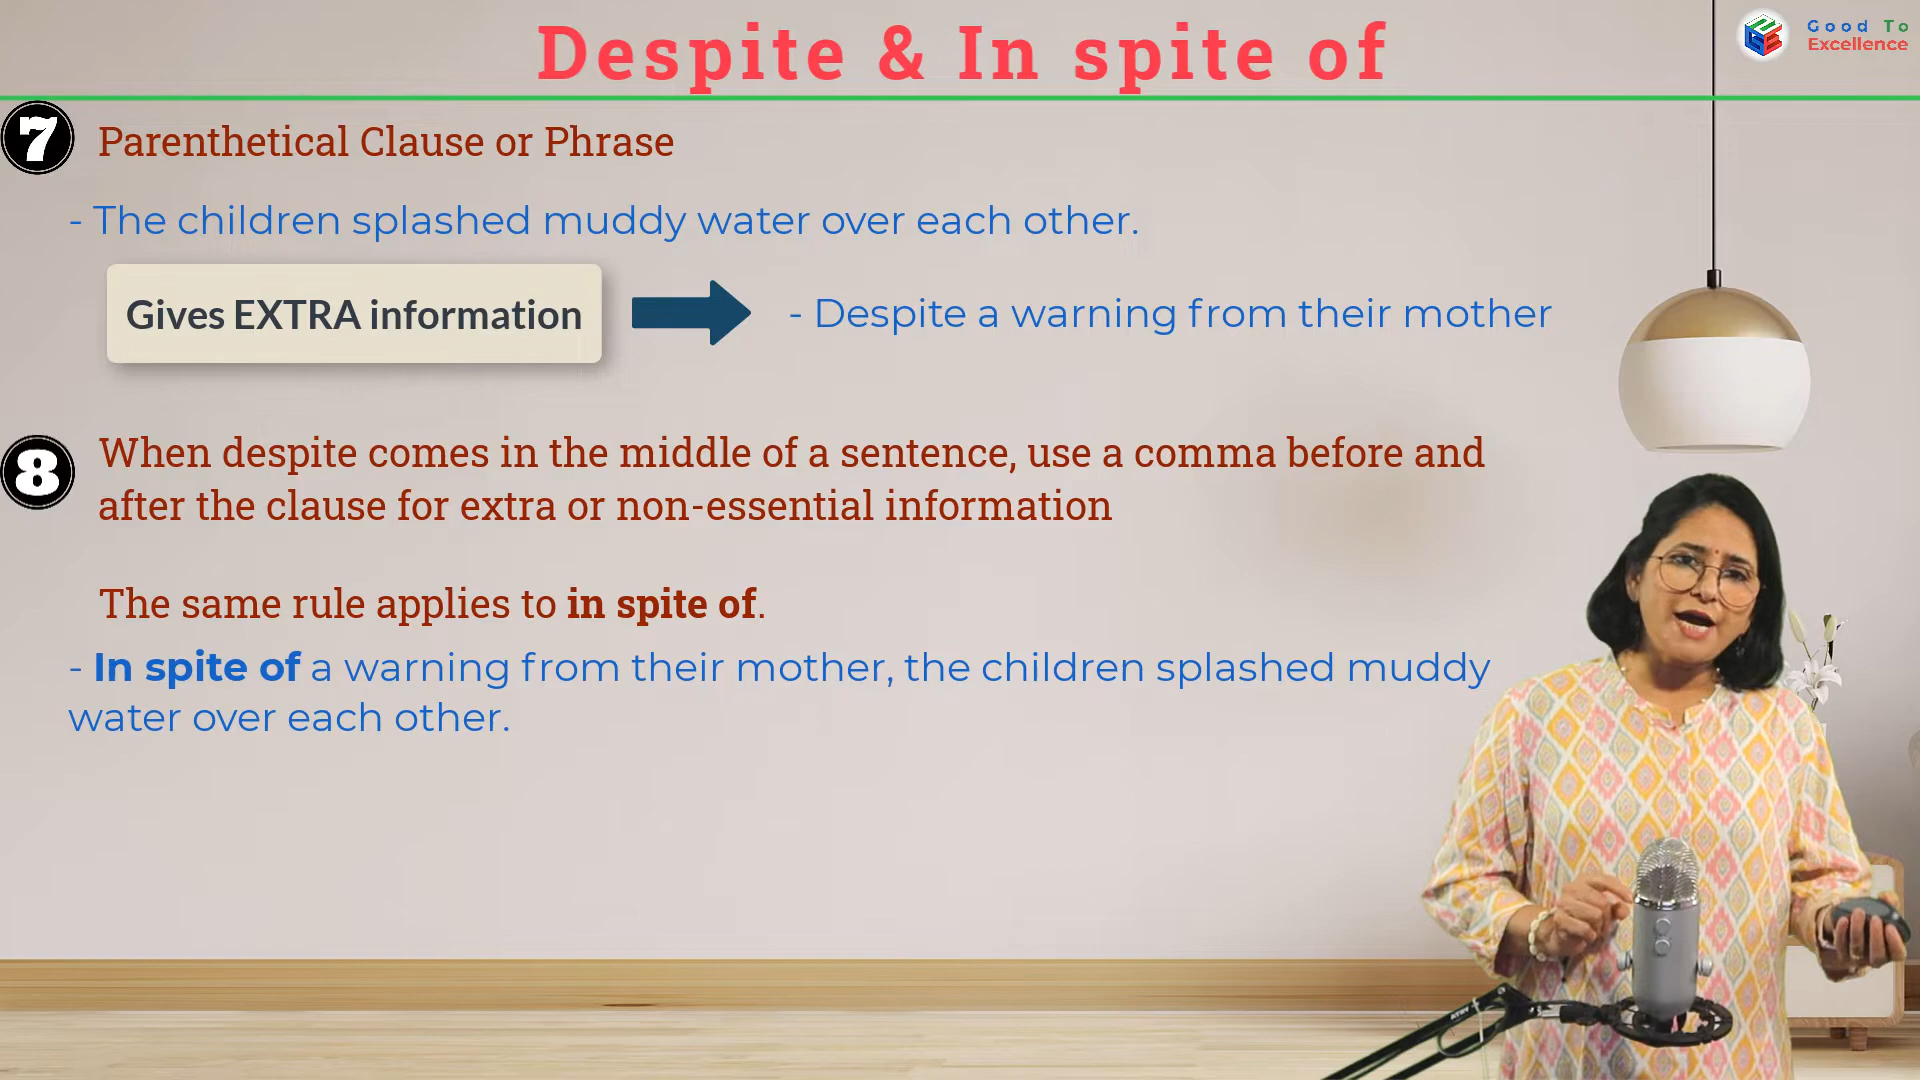 Despite & In spite of
Good To
Excellence
7 Parenthetical Clause or Phrase
- The children splashed muddy water over each other.
Gives EXTRA information
- Despite a warning from their mother
8 When despite comes in the middle of a sentence, use a comma before and
after the clause for extra or non-essential information
The same rule applies to in spite of.
- In spite of a warning from their mother, the children splashed muddy
water over each other.